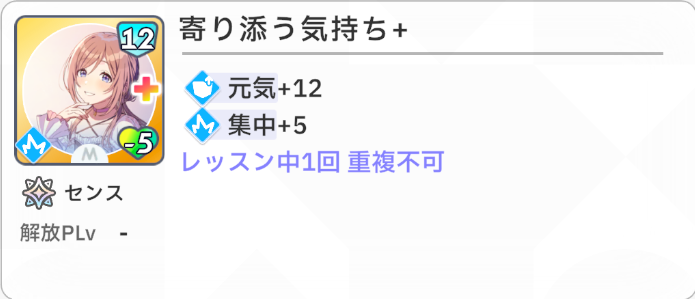 寄り添う気持ち+
12
元気+12
集中+5
-5
M
レッスン中1回 重複不可
センス
解放PLv -